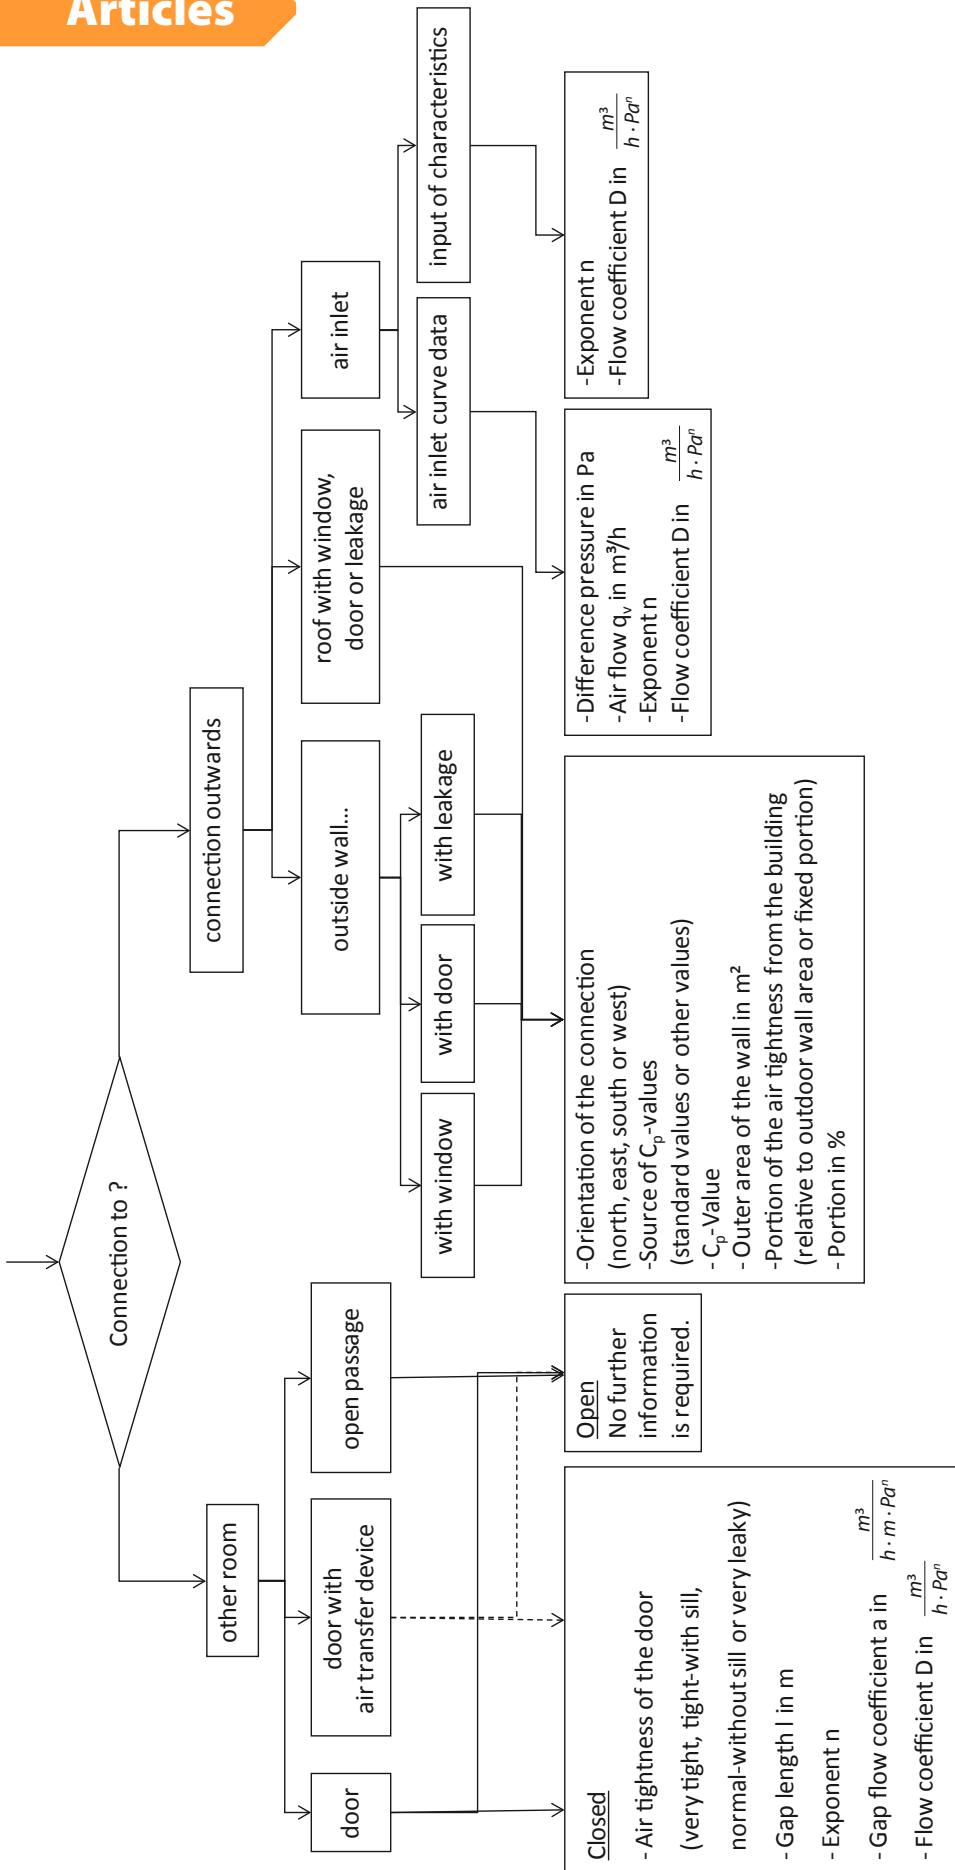 Articles
Connection to ?
other room
connection outwards
door
door with
air transfer device
open passage
outside wall...
roof with window,
door or leakage
air inlet
with window
with door
with leakage
air inlet curve data
input of characteristics
Closed
- Air tightness of the door
(very tight, tight-with sill,
normal-without sill or very leaky)
- Gap length l in m
- Exponent n
- Gap flow coefficient a in m³ / h · m · Paⁿ
- Flow coefficient D in m³ / h · Paⁿ
Open
No further
information
is required.
-Orientation of the connection
(north, east, south or west)
-Source of Cₚ-values
(standard values or other values)
- Cₚ-Value
- Outer area of the wall in m²
-Portion of the air tightness from the building
(relative to outdoor wall area or fixed portion)
- Portion in %
-Difference pressure in Pa
-Air flow qᵥ in m³/h
-Exponent n
-Flow coefficient D in m³ / h · Paⁿ
-Exponent n
-Flow coefficient D in m³ / h · Paⁿ